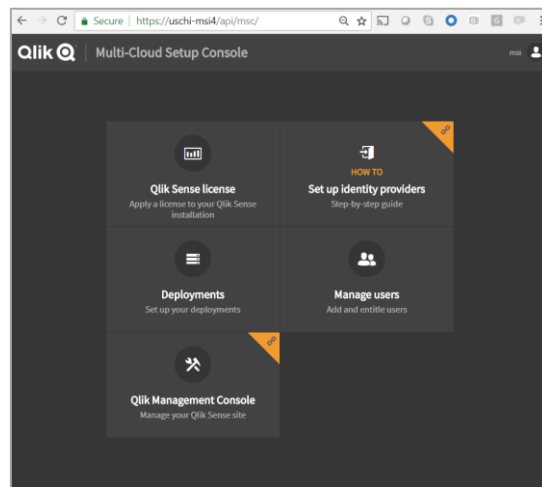 Secure https://uschi-msi4/api/msc/
Qlik Multi-Cloud Setup Console msi
Qlik Sense license
Apply a license to your Qlik Sense
installation
HOW TO
Set up identity providers
Step-by-step guide
Deployments
Set up your deployments
Manage users
Add and entitle users
Qlik Management Console
Manage your Qlik Sense site